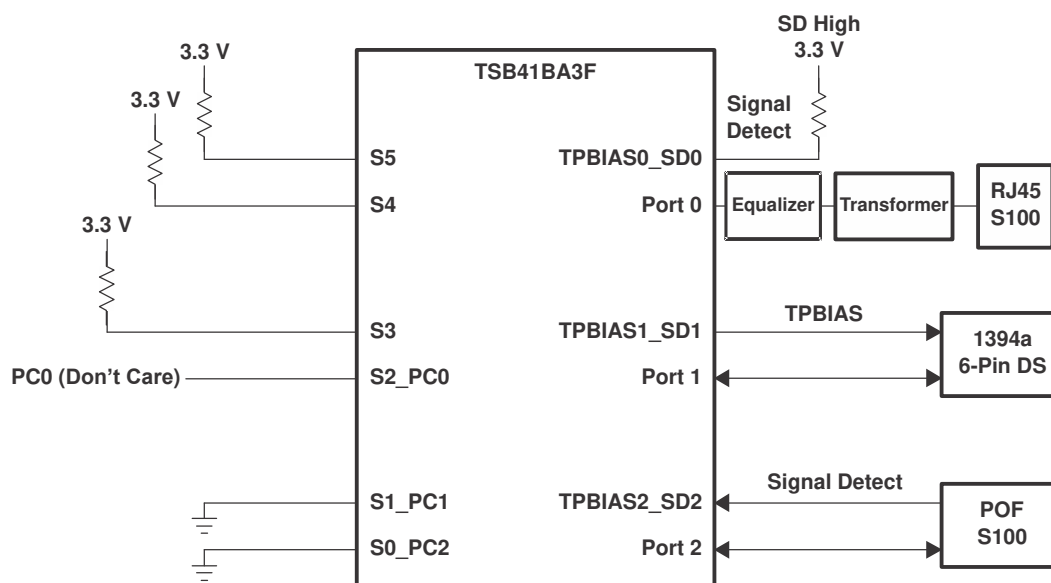 SD High
3.3 V
3.3 V
3.3 V
3.3 V
TSB41BA3F
Signal
Detect
S5
TPBIAS0_SD0
S4
Port 0
Equalizer
Transformer
RJ45
S100
S3
TPBIAS1_SD1
TPBIAS
1394a
6-Pin DS
PC0 (Don't Care)
S2_PC0
Port 1
S1_PC1
TPBIAS2_SD2
Signal Detect
POF
S100
S0_PC2
Port 2